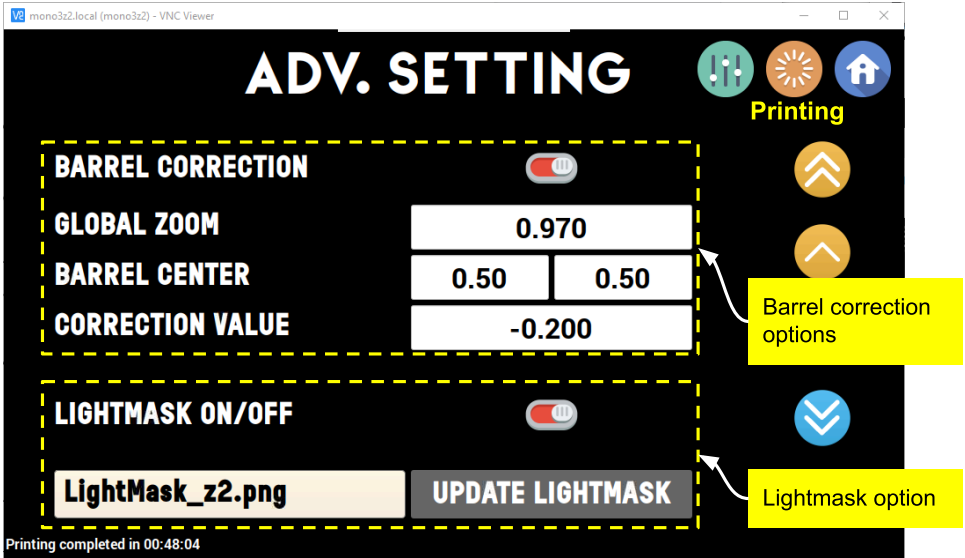 mono3z2.local (mono3z2) - VNC Viewer
ADV. SETTING
Printing
BARREL CORRECTION
GLOBAL ZOOM
0.970
BARREL CENTER
0.50 0.50
CORRECTION VALUE
-0.200
Barrel correction
options
LIGHTMASK ON/OFF
LightMask_z2.png
UPDATE LIGHTMASK
Lightmask option
Printing completed in 00:48:04